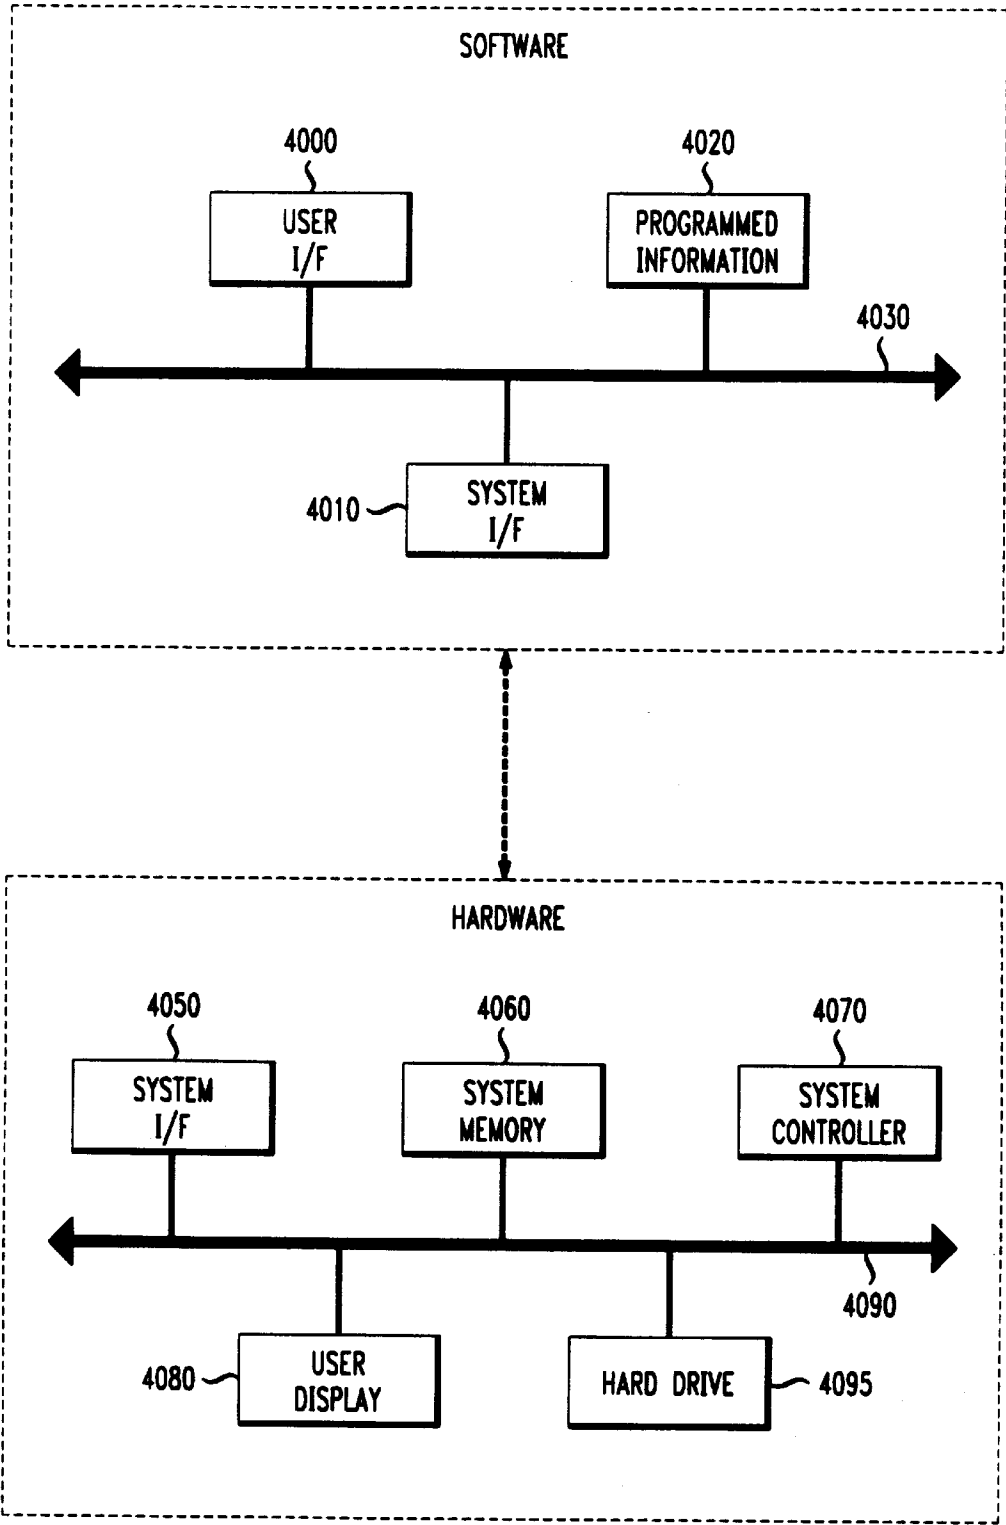 SOFTWARE
4000
4020
USER
I/F
PROGRAMMED
INFORMATION
4030
4010
SYSTEM
I/F
HARDWARE
4050
4060
4070
SYSTEM
I/F
SYSTEM
MEMORY
SYSTEM
CONTROLLER
4090
4080
USER
DISPLAY
HARD DRIVE
4095